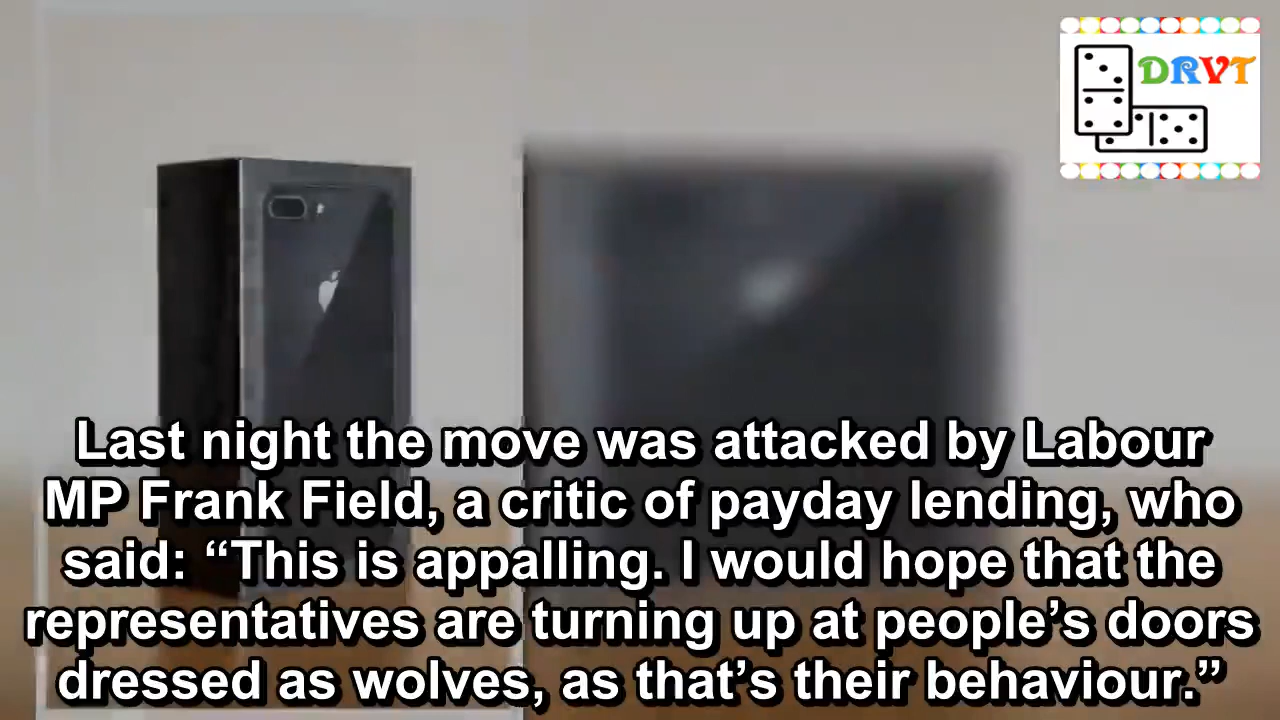 DRVT
Last night the move was attacked by Labour
MP Frank Field, a critic of payday lending, who
said: “This is appalling. I would hope that the
representatives are turning up at people’s doors
dressed as wolves, as that’s their behaviour.”